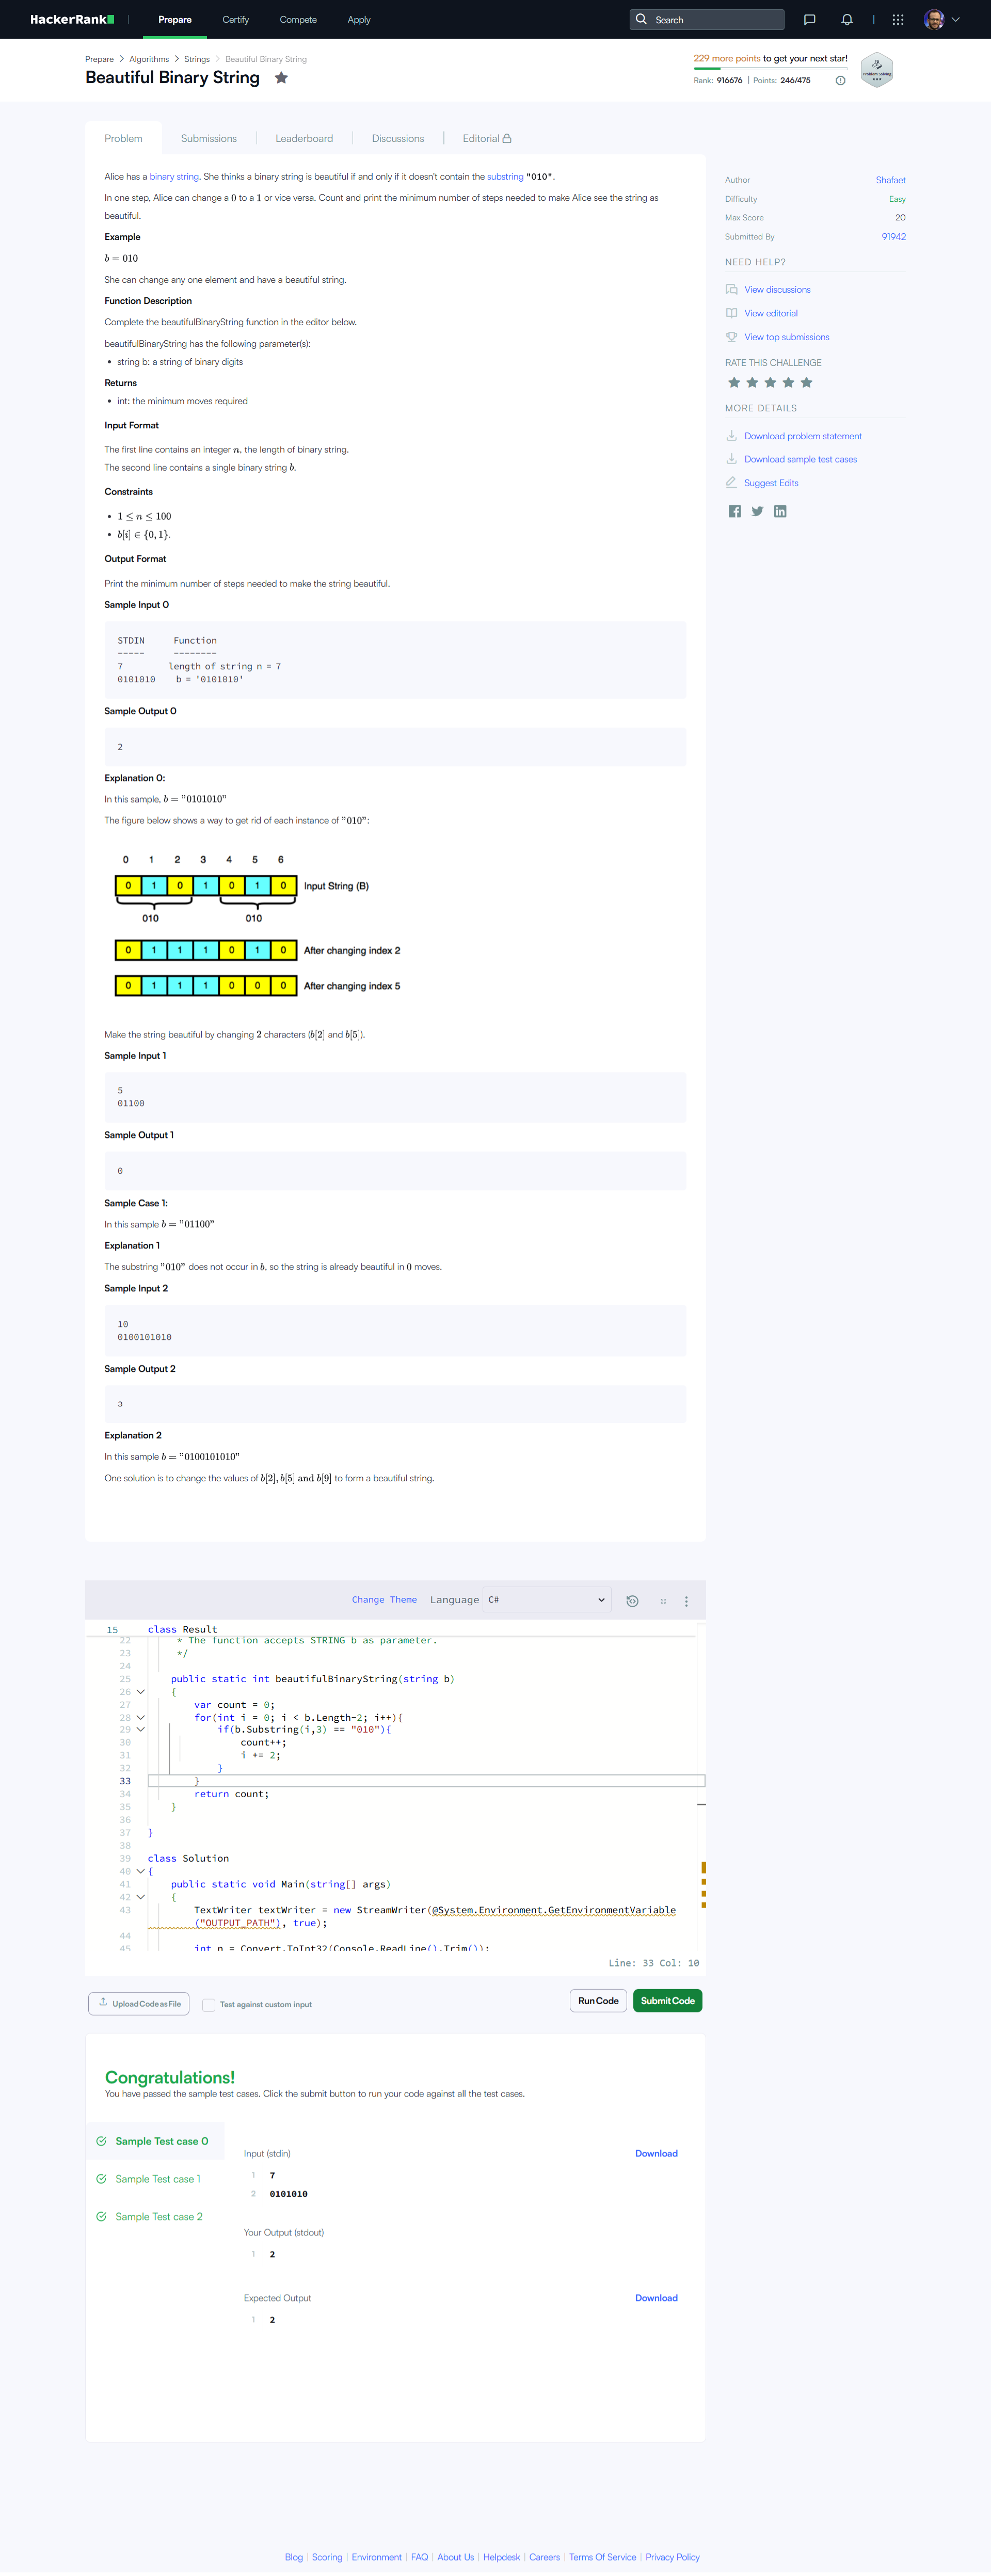 HackerRank
Prepare
Certify
Compete
Apply
Search
Prepare > Algorithms > Strings > Beautiful Binary String
Beautiful Binary String
229 more points to get your next star!
Rank: 916676 | Points: 246/475
Problem Solving
Problem
Submissions
Leaderboard
Discussions
Editorial
Alice has a binary string. She thinks a binary string is beautiful if and only if it doesn't contain the substring "010".
In one step, Alice can change a 0 to a 1 or vice versa. Count and print the minimum number of steps needed to make Alice see the string as
beautiful.
Example
b = 010
She can change any one element and have a beautiful string.
Function Description
Complete the beautifulBinaryString function in the editor below.
beautifulBinaryString has the following parameter(s):
• string b: a string of binary digits
Returns
• int: the minimum moves required
Input Format
The first line contains an integer n, the length of binary string.
The second line contains a single binary string b.
Constraints
• 1 ≤ n ≤ 100
• b[i] ∈ {0, 1}.
Output Format
Print the minimum number of steps needed to make the string beautiful.
Sample Input 0
STDIN Function
----- --------
7 length of string n = 7
0101010 b = '0101010'
Sample Output 0
2
Explanation 0:
In this sample, b = "0101010"
The figure below shows a way to get rid of each instance of "010":
0 1 2 3 4 5 6
0 1 0 1 0 1 0 Input String (B)
010 010
0 1 1 1 0 1 0 After changing index 2
0 1 1 1 0 0 0 After changing index 5
Make the string beautiful by changing 2 characters (b[2] and b[5]).
Sample Input 1
5
01100
Sample Output 1
0
Sample Case 1:
In this sample b = "01100"
Explanation 1
The substring "010" does not occur in b, so the string is already beautiful in 0 moves.
Sample Input 2
10
0100101010
Sample Output 2
3
Explanation 2
In this sample b = "0100101010"
One solution is to change the values of b[2], b[5] and b[9] to form a beautiful string.
Author Shafaet
Difficulty Easy
Max Score 20
Submitted By 91942
NEED HELP?
View discussions
View editorial
View top submissions
RATE THIS CHALLENGE
MORE DETAILS
Download problem statement
Download sample test cases
Suggest Edits
Change Theme Language C#
15 class Result
22 * The function accepts STRING b as parameter.
23 */
24
25 public static int beautifulBinaryString(string b)
26 {
27 var count = 0;
28 for(int i = 0; i < b.Length-2; i++){
29 if(b.Substring(i,3) == "010"){
30 count++;
31 i += 2;
32 }
33 }
34 return count;
35 }
36
37 }
38
39 class Solution
40 {
41 public static void Main(string[] args)
42 {
43 TextWriter textWriter = new StreamWriter(@System.Environment.GetEnvironmentVariable
("OUTPUT_PATH"), true);
44
45 int n = Convert.ToInt32(Console.ReadLine().Trim());
Line: 33 Col: 10
Upload Code as File
Test against custom input
Run Code
Submit Code
Congratulations!
You have passed the sample test cases. Click the submit button to run your code against all the test cases.
Sample Test case 0
Sample Test case 1
Sample Test case 2
Input (stdin) Download
1 7
2 0101010
Your Output (stdout)
1 2
Expected Output Download
1 2
Blog | Scoring | Environment | FAQ | About Us | Helpdesk | Careers | Terms Of Service | Privacy Policy